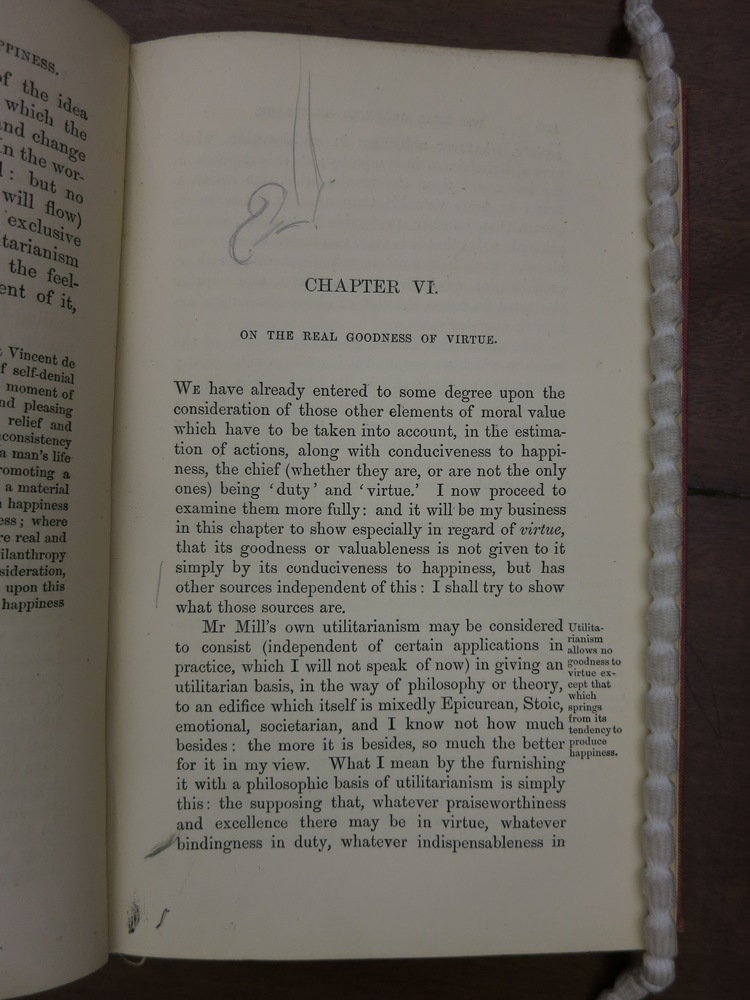 PPINESS.
f the idea
which the
nd change
n the wor-
: but no
will flow)
exclusive
tarianism
the feel-
ent of it,
Vincent de
f self-denial
moment of
nd pleasing
relief and
consistency
a man's life
romoting a
a material
happiness
ess; where
re real and
ilanthropy
sideration,
upon this
happiness
CHAPTER VI.
ON THE REAL GOODNESS OF VIRTUE.
WE have already entered to some degree upon the
consideration of those other elements of moral value
which have to be taken into account, in the estima-
tion of actions, along with conduciveness to happi-
ness, the chief (whether they are, or are not the only
ones) being 'duty' and 'virtue.' I now proceed to
examine them more fully: and it will be my business
in this chapter to show especially in regard of virtue,
that its goodness or valuableness is not given to it
simply by its conduciveness to happiness, but has
other sources independent of this: I shall try to show
what those sources are.
Mr Mill's own utilitarianism may be considered
to consist (independent of certain applications in
practice, which I will not speak of now) in giving an
utilitarian basis, in the way of philosophy or theory,
to an edifice which itself is mixedly Epicurean, Stoic,
emotional, societarian, and I know not how much
besides: the more it is besides, so much the better
for it in my view. What I mean by the furnishing
it with a philosophic basis of utilitarianism is simply
this: the supposing that, whatever praiseworthiness
and excellence there may be in virtue, whatever
bindingness in duty, whatever indispensableness in
Utilita-
rianism
allows no
goodness to
virtue ex-
cept that
which
springs
from its
tendency to
produce
happiness.